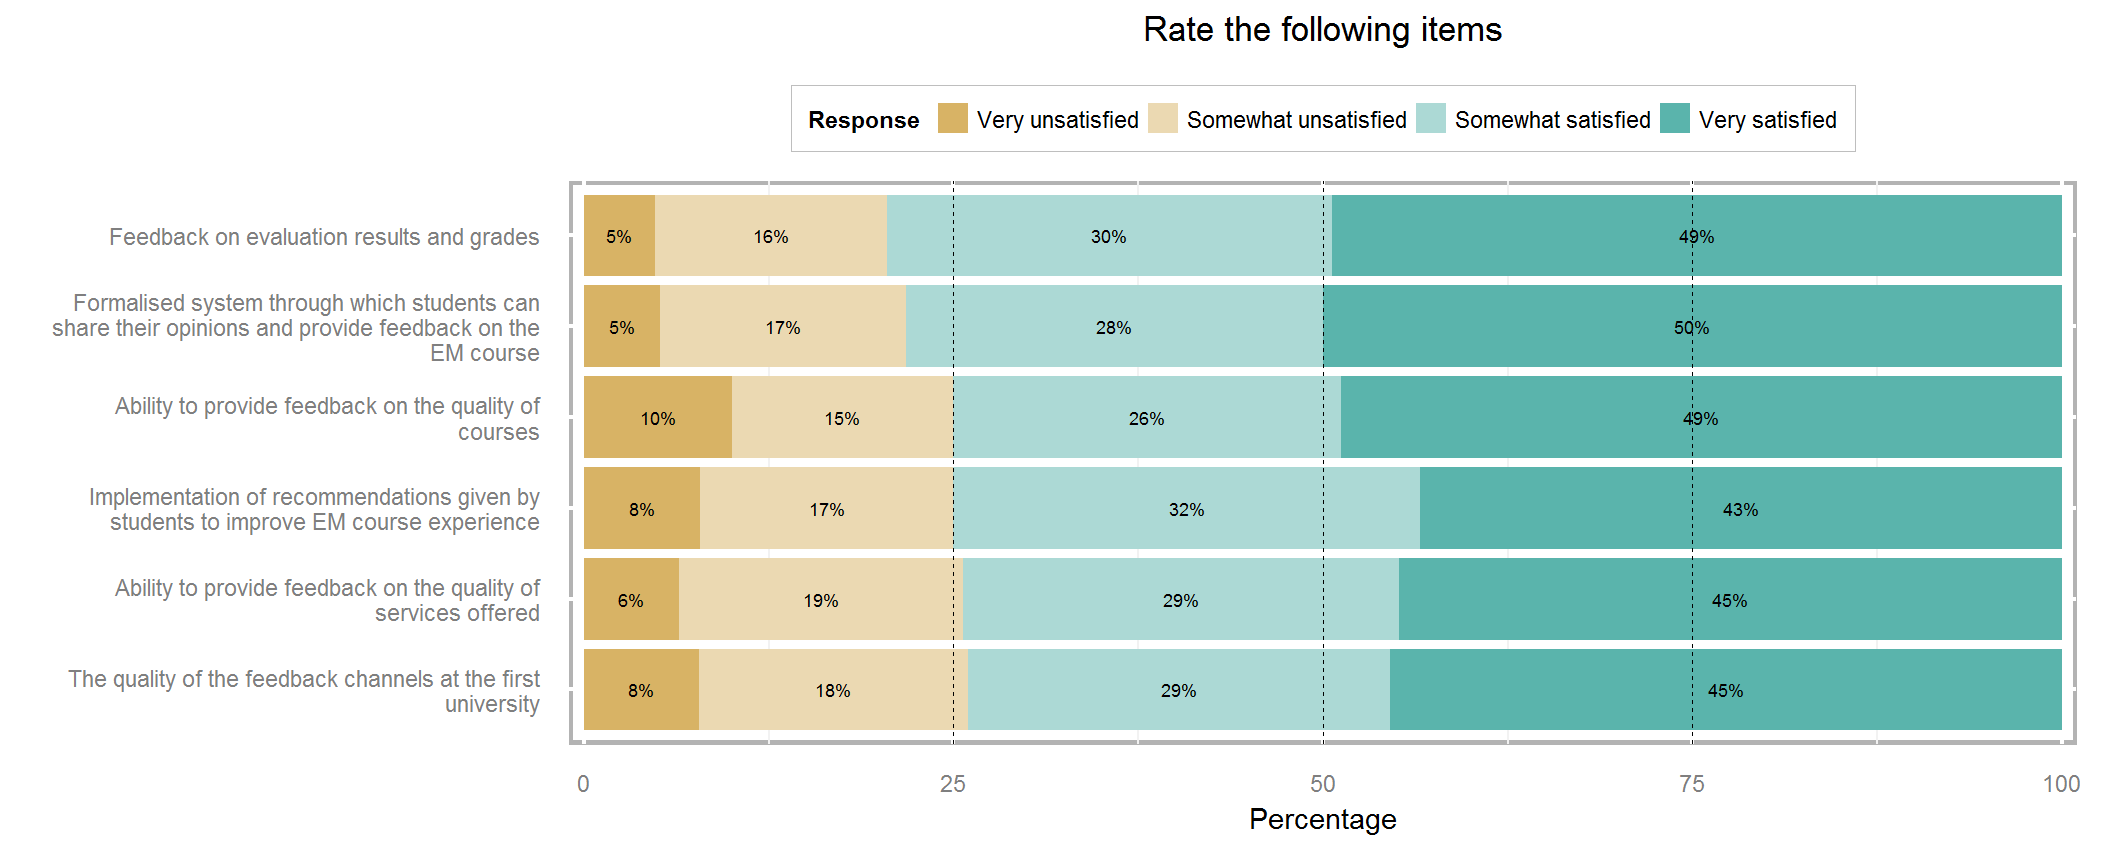 Rate the following items
Response Very unsatisfied Somewhat unsatisfied Somewhat satisfied Very satisfied
Feedback on evaluation results and grades
5% 16% 30% 49%
Formalised system through which students can
share their opinions and provide feedback on the
EM course
5% 17% 28% 50%
Ability to provide feedback on the quality of
courses
10% 15% 26% 49%
Implementation of recommendations given by
students to improve EM course experience
8% 17% 32% 43%
Ability to provide feedback on the quality of
services offered
6% 19% 29% 45%
The quality of the feedback channels at the first
university
8% 18% 29% 45%
0 25 50 75 100
Percentage